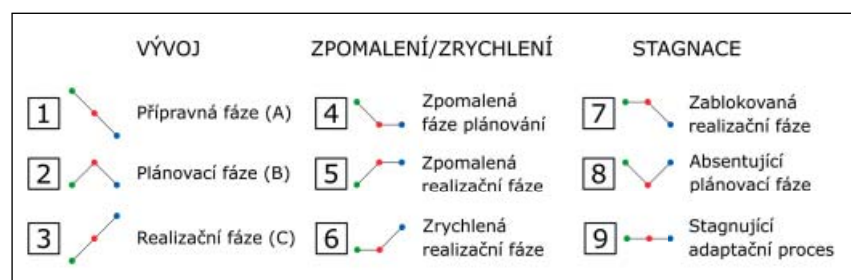 VÝVOJ
1 Přípravná fáze (A)
2 Plánovací fáze (B)
3 Realizační fáze (C)
ZPOMALENÍ/ZRYCHLENÍ
4 Zpomalená
fáze plánování
5 Zpomalená
realizační fáze
6 Zrychlená
realizační fáze
STAGNACE
7 Zablokovaná
realizační fáze
8 Absentující
plánovací fáze
9 Stagnující
adaptační proces